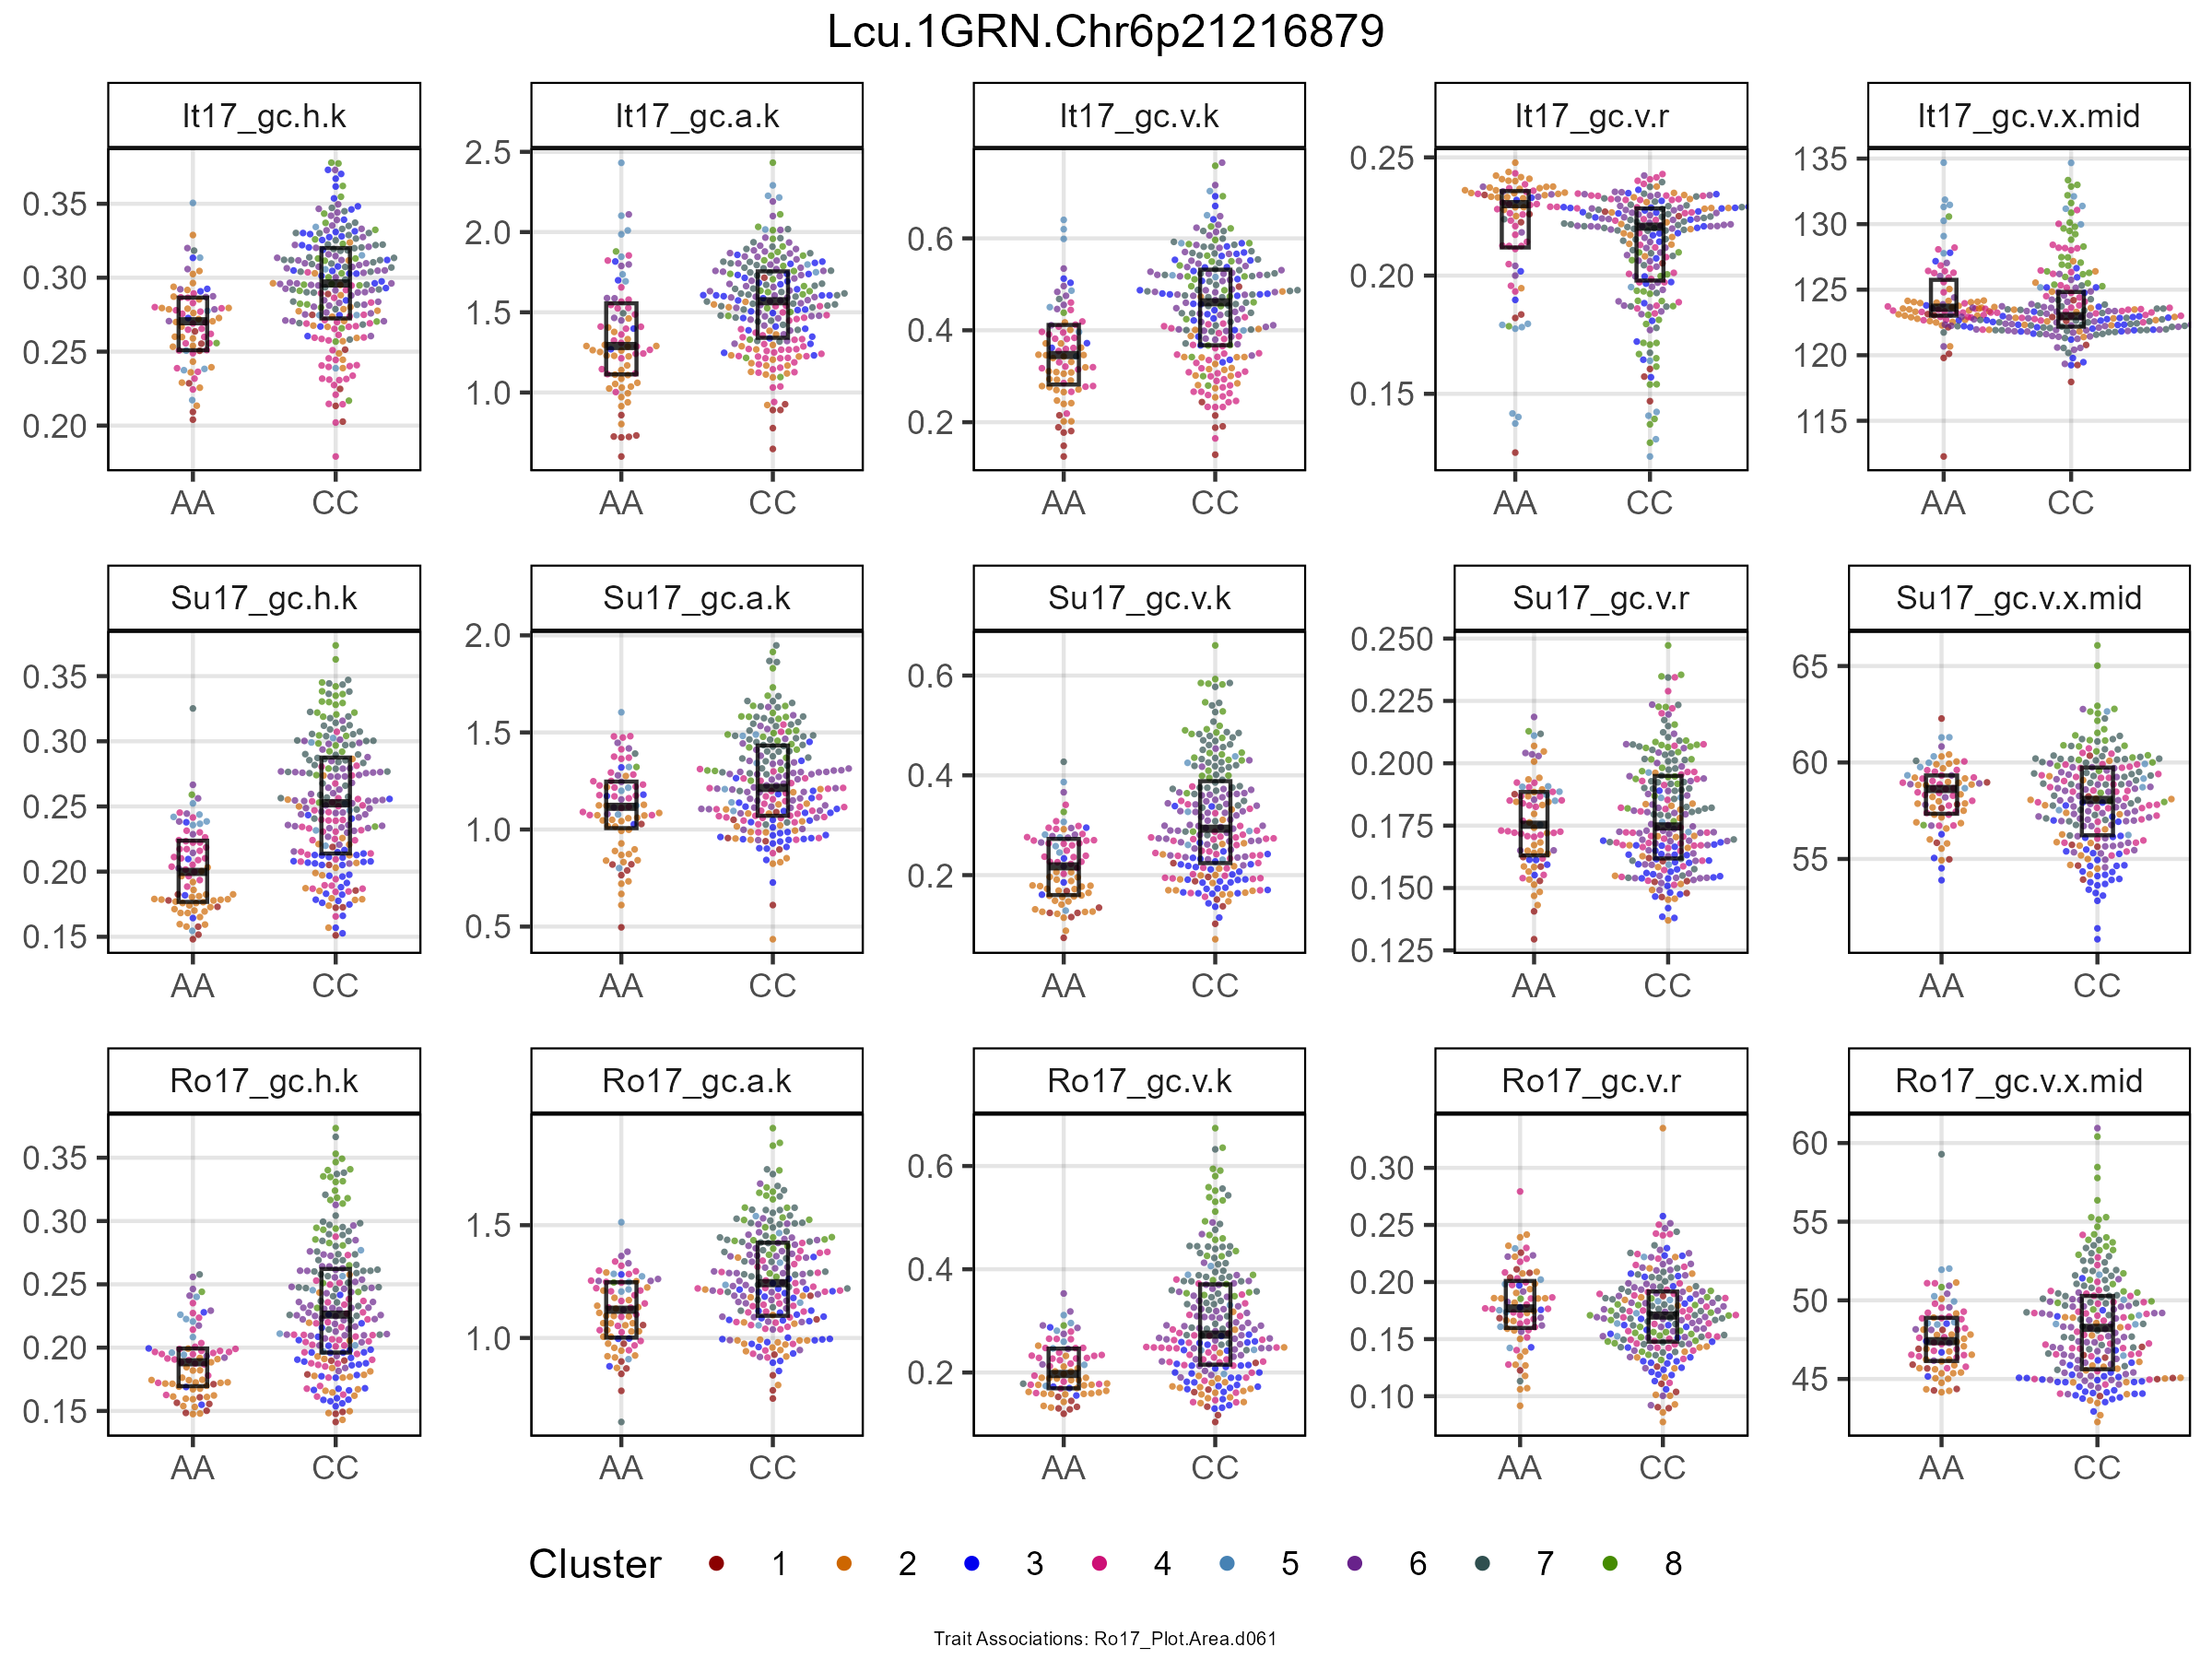 Lcu.1GRN.Chr6p21216879
It17_gc.h.k It17_gc.a.k It17_gc.v.k It17_gc.v.r It17_gc.v.x.mid
0.35 0.30 0.25 0.20
2.5 2.0 1.5 1.0
0.6 0.4 0.2
0.25 0.20 0.15
135 130 125 120 115
AA CC AA CC AA CC AA CC AA CC
Su17_gc.h.k Su17_gc.a.k Su17_gc.v.k Su17_gc.v.r Su17_gc.v.x.mid
0.35 0.30 0.25 0.20 0.15
2.0 1.5 1.0 0.5
0.6 0.4 0.2
0.250 0.225 0.200 0.175 0.150 0.125
65 60 55
AA CC AA CC AA CC AA CC AA CC
Ro17_gc.h.k Ro17_gc.a.k Ro17_gc.v.k Ro17_gc.v.r Ro17_gc.v.x.mid
0.35 0.30 0.25 0.20 0.15
1.5 1.0
0.6 0.4 0.2
0.30 0.25 0.20 0.15 0.10
60 55 50 45
AA CC AA CC AA CC AA CC AA CC
Cluster 1 2 3 4 5 6 7 8
Trait Associations: Ro17_Plot.Area.d061